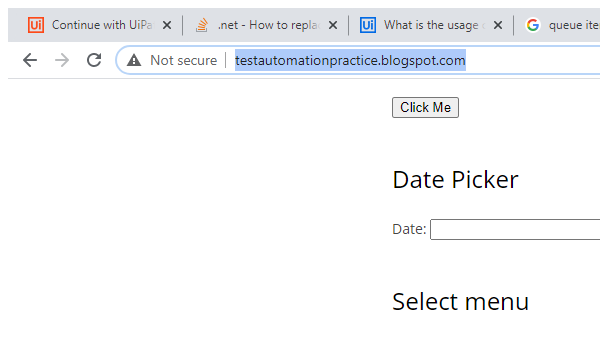 Continue with UiPa
.net - How to repla
What is the usage
queue ite
Not secure
testautomationpractice.blogspot.com
Click Me
Date Picker
Date:
Select menu